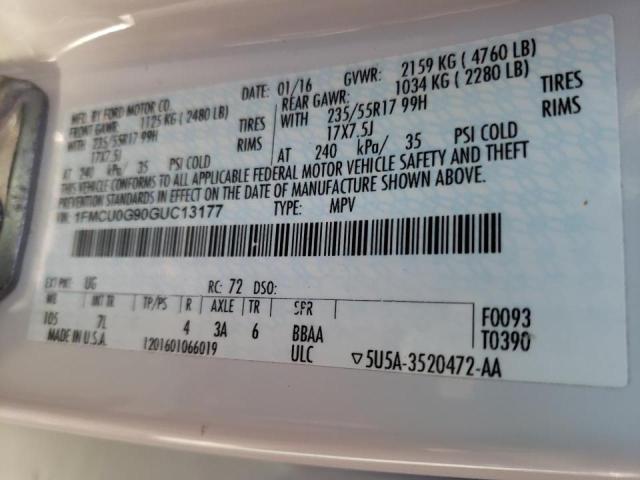 MFD. BY FORD MOTOR CO.
DATE: 01/16 GVWR: 2159 KG ( 4760 LB)
FRONT GAWR: 1125 KG ( 2480 LB) REAR GAWR: 1034 KG ( 2280 LB)
WITH 235/55R17 99H TIRES WITH 235/55R17 99H TIRES
17X7.5J RIMS 17X7.5J RIMS
AT 240 kPa/ 35 PSI COLD AT 240 kPa/ 35 PSI COLD
THIS VEHICLE CONFORMS TO ALL APPLICABLE FEDERAL MOTOR VEHICLE SAFETY AND THEFT
PREVENTION STANDARDS IN EFFECT ON THE DATE OF MANUFACTURE SHOWN ABOVE.
VIN: 1FMCU0G90GUC13177 TYPE: MPV
EXT PNT: UG RC: 72 DSO:
WB INT TR TP/PS R AXLE TR SPR
105 7L 4 3A 6 BBAA F0093
MADE IN U.S.A. 1201601066019 ULC T0390
▽5U5A-3520472-AA